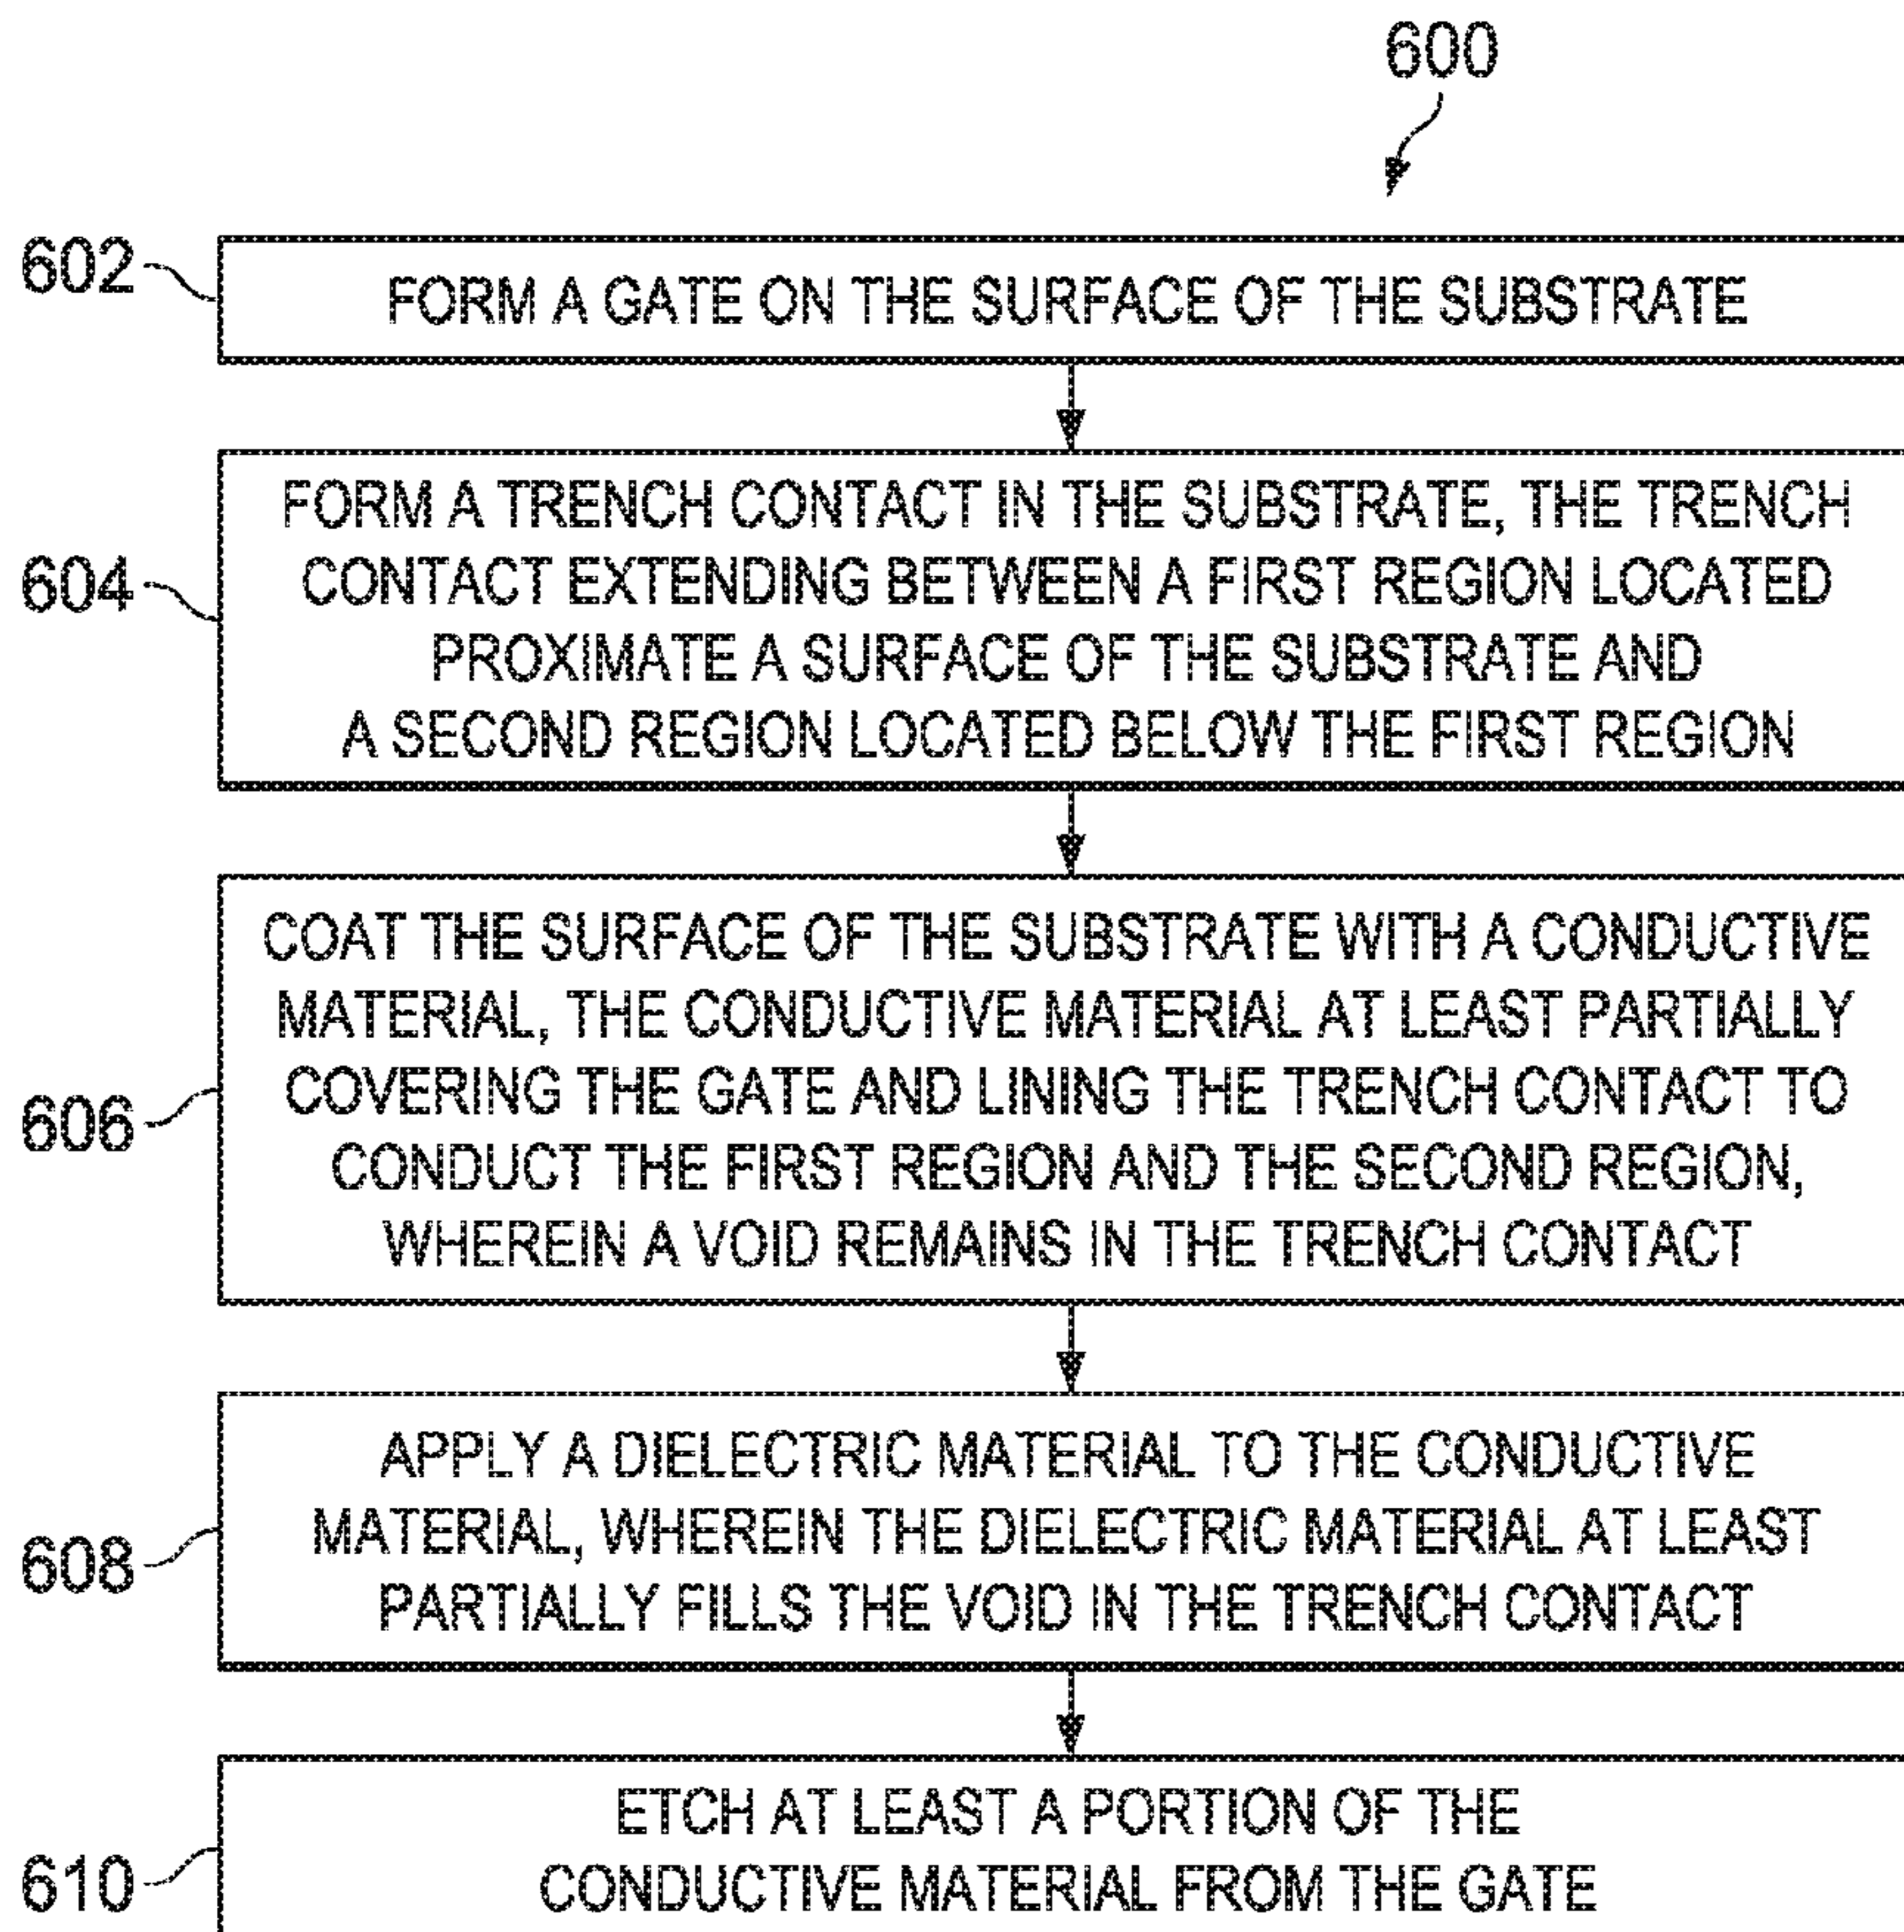 600
602
FORM A GATE ON THE SURFACE OF THE SUBSTRATE
604
FORM A TRENCH CONTACT IN THE SUBSTRATE, THE TRENCH
CONTACT EXTENDING BETWEEN A FIRST REGION LOCATED
PROXIMATE A SURFACE OF THE SUBSTRATE AND
A SECOND REGION LOCATED BELOW THE FIRST REGION
606
COAT THE SURFACE OF THE SUBSTRATE WITH A CONDUCTIVE
MATERIAL, THE CONDUCTIVE MATERIAL AT LEAST PARTIALLY
COVERING THE GATE AND LINING THE TRENCH CONTACT TO
CONDUCT THE FIRST REGION AND THE SECOND REGION,
WHEREIN A VOID REMAINS IN THE TRENCH CONTACT
608
APPLY A DIELECTRIC MATERIAL TO THE CONDUCTIVE
MATERIAL, WHEREIN THE DIELECTRIC MATERIAL AT LEAST
PARTIALLY FILLS THE VOID IN THE TRENCH CONTACT
610
ETCH AT LEAST A PORTION OF THE
CONDUCTIVE MATERIAL FROM THE GATE